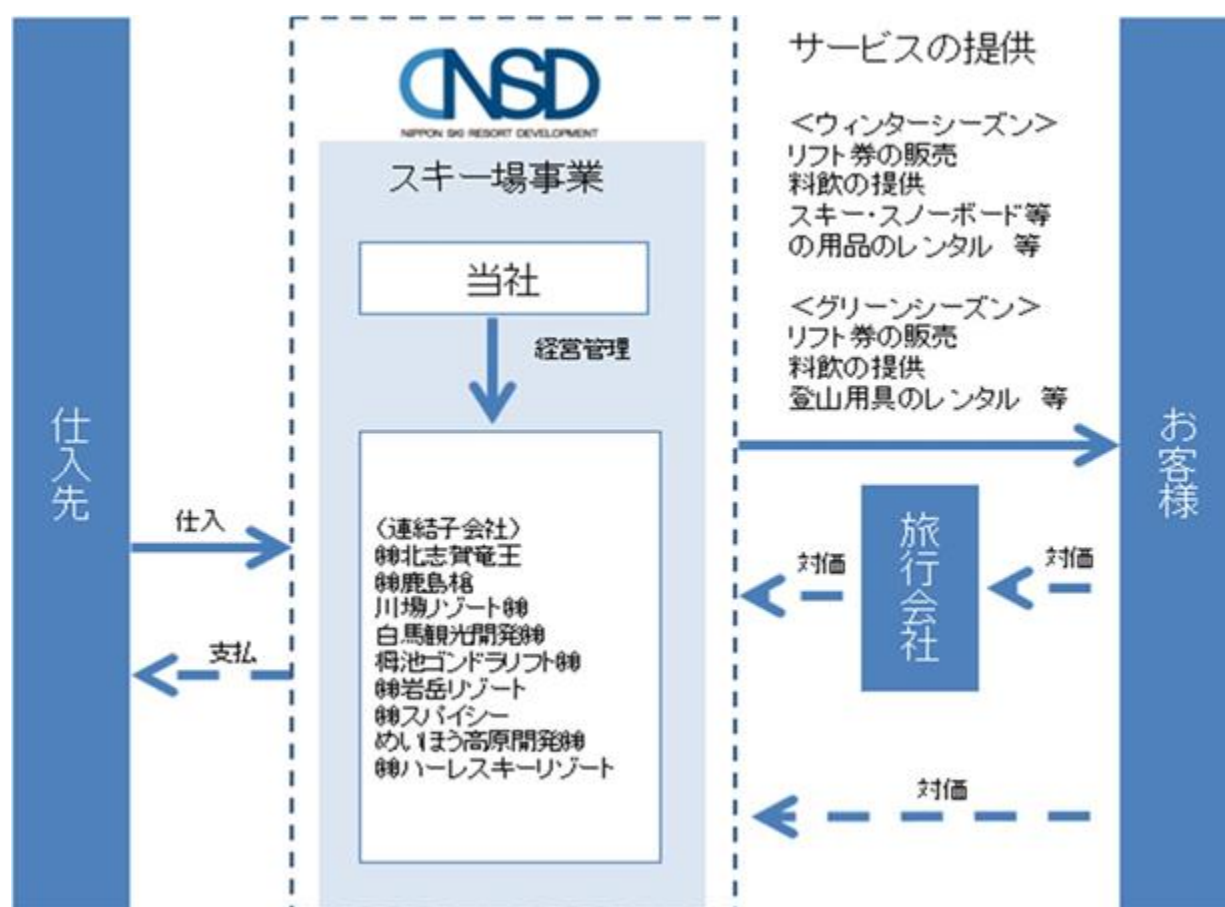 仕入先
仕入
支払
CNSD
NIPPON SKI RESORT DEVELOPMENT
スキー場事業
当社
経営管理
〈連結子会社〉
㈱北志賀竜王
㈱鹿島槍
川場リゾート㈱
白馬観光開発㈱
栂池ゴンドラリフト㈱
㈱岩岳リゾート
㈱スパイシー
めいほう高原開発㈱
㈱ハーレスキーリゾート
サービスの提供
＜ウィンターシーズン＞
リフト券の販売
料飲の提供
スキー・スノーボード等
の用品のレンタル 等
＜グリーンシーズン＞
リフト券の販売
料飲の提供
登山用具のレンタル 等
対価
旅行会社
対価
対価
お客様